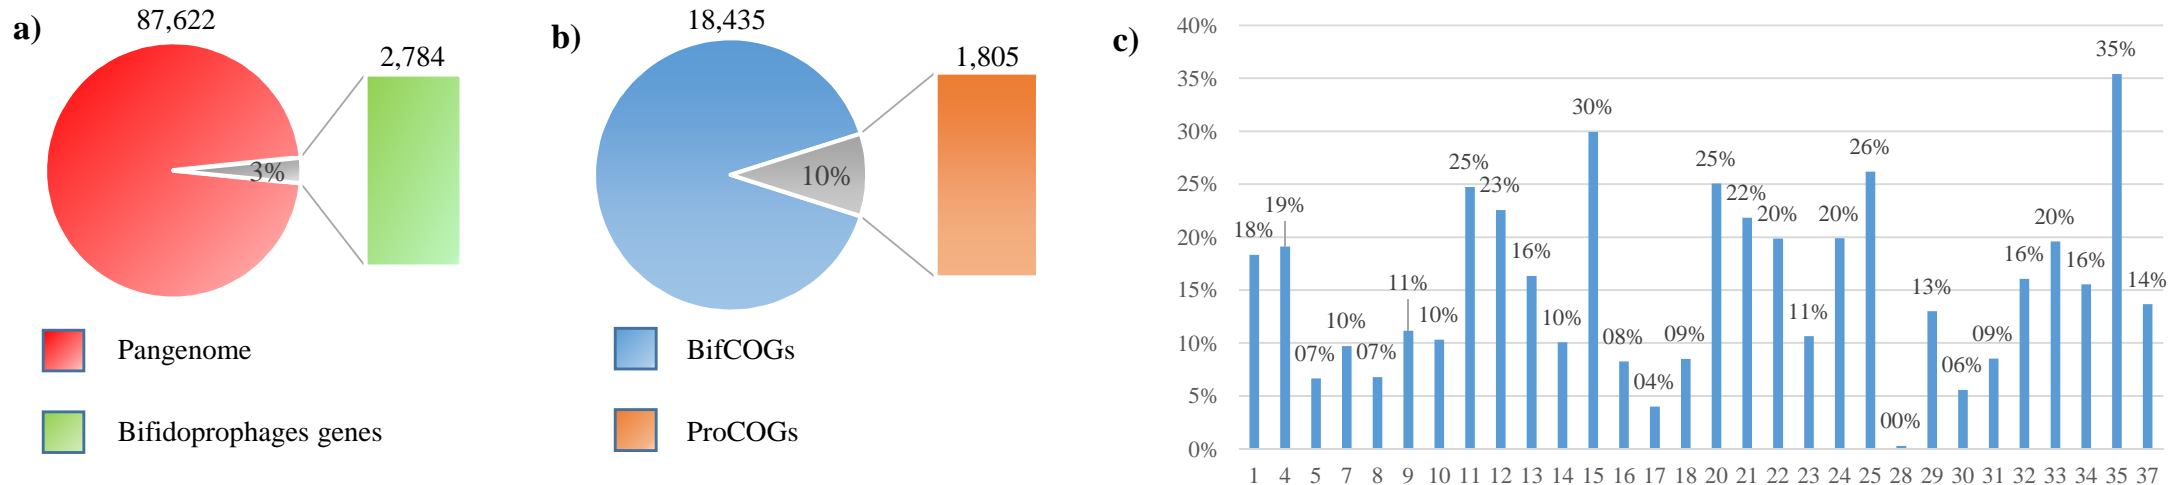 a)
87,622
2,784
3%
Pangenome
Bifidoprophages genes
b)
18,435
1,805
10%
BifCOGs
ProCOGs
c)
40%
35%
30%
25%
20%
15%
10%
5%
0%
18% 19% 07% 10% 07% 11% 10% 25% 23% 16% 10% 30% 08% 04% 09% 25% 22% 20% 11% 20% 26% 00% 13% 06% 09% 16% 20% 16% 35% 14%
1 4 5 7 8 9 10 11 12 13 14 15 16 17 18 20 21 22 23 24 25 28 29 30 31 32 33 34 35 37